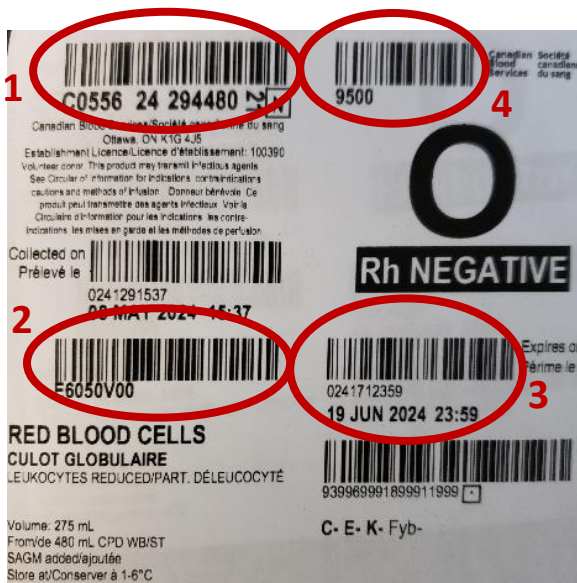 1
4
C0556 24 294480
9500
Canadian Société
Blood canadienne
Services du sang
Canadian Blood Services/Société canadienne du sang
Ottawa, ON K1G 4J5
Establishment Licence/Licence d'établissement: 100390
Volunteer donor This product may transmit infectious agents
See Circular of Information for indications, contraindications
cautions and methods of infusion. Donneur bénévole Ce
produit peut transmettre des agents infectieux Voir la
Circulaire d'information pour les indications, les contre-
indications, les mises en garde et les méthodes de perfusion
O
Rh NEGATIVE
Collected on
Prélevé le
0241291537
08 MAY 2024 15:37
2
E6050V00
Expires on
Périme le
0241712359
19 JUN 2024 23:59
3
RED BLOOD CELLS
CULOT GLOBULAIRE
LEUKOCYTES REDUCED/PART. DÉLEUCOCYTÉ
939969991899911999
C- E- K- Fyb-
Volume: 275 mL
From/de 480 mL CPD WB/ST
SAGM added/ajoutée
Store at/Conserver à 1-6°C